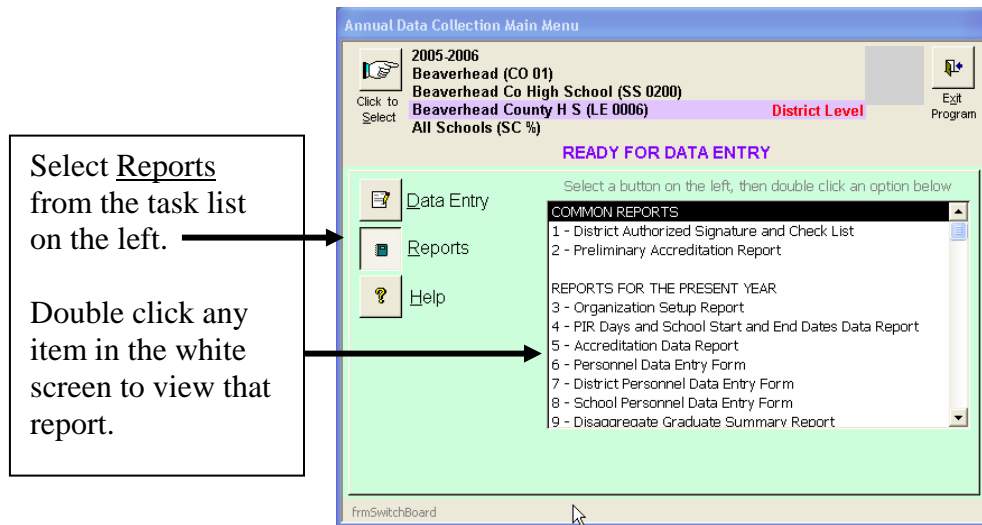 Annual Data Collection Main Menu
2005-2006
Beaverhead (CO 01)
Beaverhead Co High School (SS 0200)
Beaverhead County H S (LE 0006) District Level
All Schools (SC %)
Click to
Select
Exit
Program
READY FOR DATA ENTRY
Select Reports
from the task list
on the left.
Double click any
item in the white
screen to view that
report.
Data Entry
Reports
Help
Select a button on the left, then double click an option below
COMMON REPORTS
1 - District Authorized Signature and Check List
2 - Preliminary Accreditation Report
REPORTS FOR THE PRESENT YEAR
3 - Organization Setup Report
4 - PIR Days and School Start and End Dates Data Report
5 - Accreditation Data Report
6 - Personnel Data Entry Form
7 - District Personnel Data Entry Form
8 - School Personnel Data Entry Form
9 - Disaggregate Graduate Summary Report
frmSwitchBoard